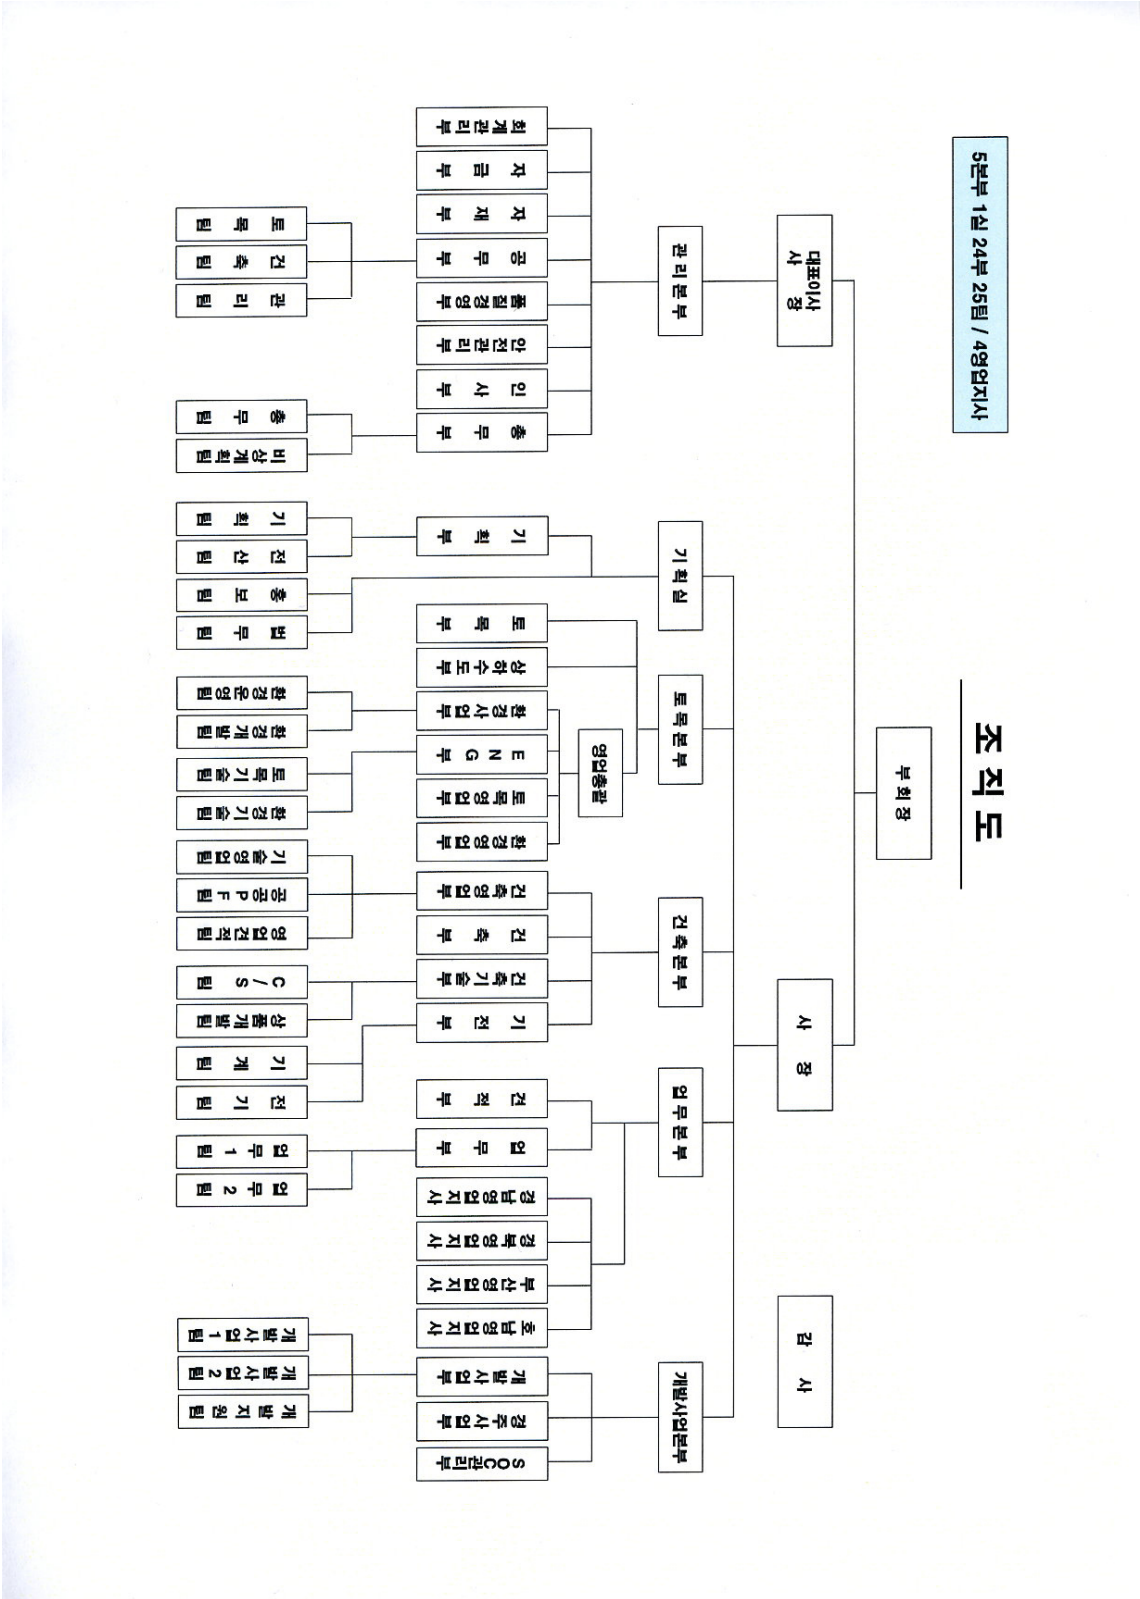 조 직 도
5본부 1실 24부 25팀 / 4영업지사
부 회 장
대표이사
사 장
사 장
감 사
관 리 본 부
기 획 실
토 목 본 부
건 축 본 부
업 무 본 부
개발사업본부
영업총괄
회 계 관 리 부
자 금 부
자 재 부
공 무 부
품 질 경 영 부
안 전 관 리 부
인 사 부
총 무 부
기 획 부
토 목 부
상 하 수 도 부
환 경 사 업 부
E N G 부
토 목 영 업 부
환 경 영 업 부
건 축 영 업 부
건 축 부
건 축 기 술 부
기 전 부
견 적 부
업 무 부
경 남 영 업 지 사
경 북 영 업 지 사
부 산 영 업 지 사
호 남 영 업 지 사
개 발 사 업 부
경 주 사 업 부
SOC관리부
토 목 팀
건 축 팀
관 리 팀
총 무 팀
비 상 계 획 팀
기 획 팀
전 산 팀
홍 보 팀
법 무 팀
환 경 운 영 팀
환 경 개 발 팀
토 목 기 술 팀
환 경 기 술 팀
기 술 영 업 팀
공 공 P F 팀
영 업 견 적 팀
C / S 팀
상 품 개 발 팀
기 계 팀
전 기 팀
업 무 1 팀
업 무 2 팀
개 발 사 업 1 팀
개 발 사 업 2 팀
개 발 지 원 팀